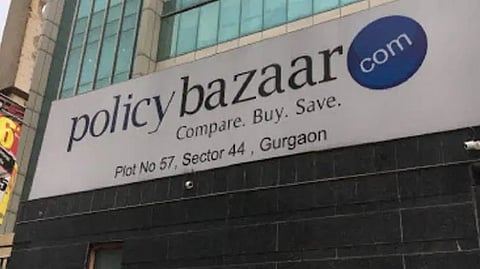 policybazaar com
Compare. Buy. Save.
Plot No 57, Sector 44 , Gurgaon